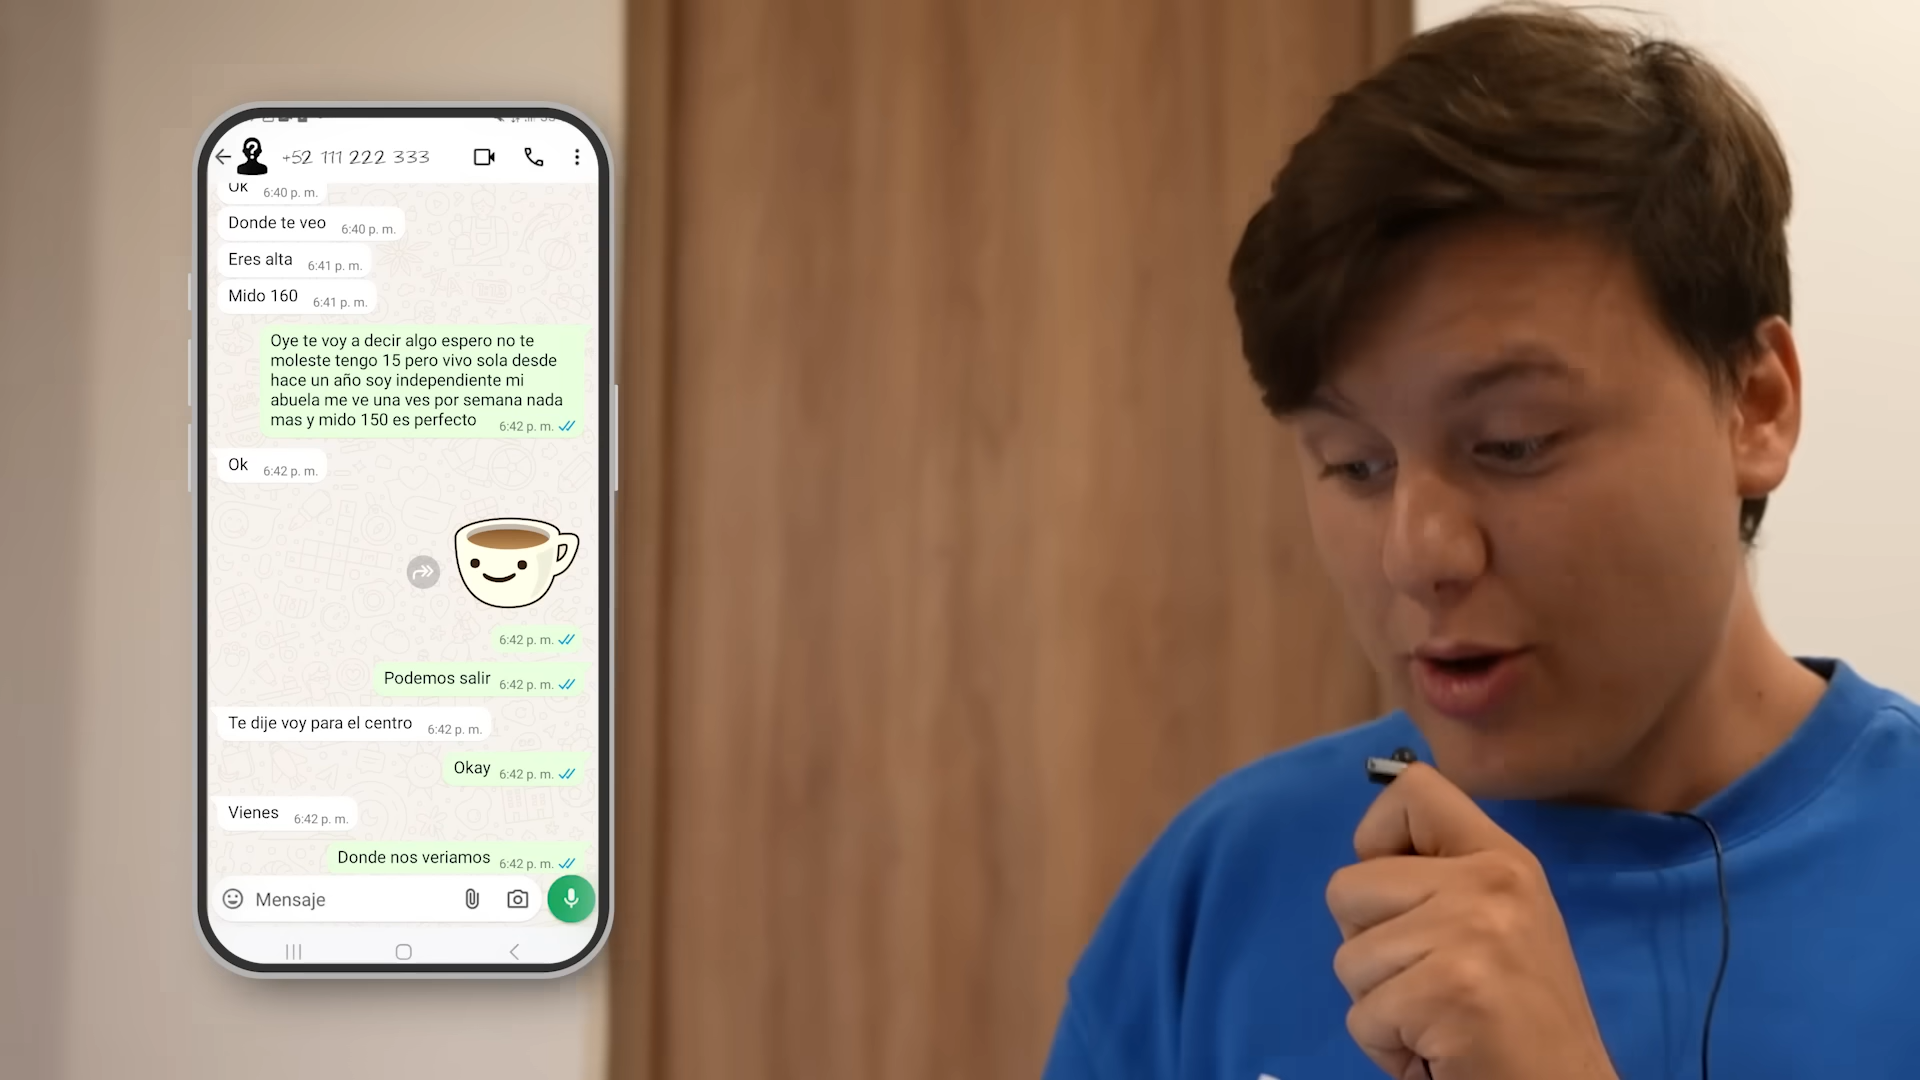 +52 111 222 333
OK 6:40 p. m.
Donde te veo 6:40 p. m.
Eres alta 6:41 p. m.
Mido 160 6:41 p. m.
Oye te voy a decir algo espero no te
moleste tengo 15 pero vivo sola desde
hace un año soy independiente mi
abuela me ve una ves por semana nada
mas y mido 150 es perfecto 6:42 p. m.
Ok 6:42 p. m.
6:42 p. m.
Podemos salir 6:42 p. m.
Te dije voy para el centro 6:42 p. m.
Okay 6:42 p. m.
Vienes 6:42 p. m.
Donde nos veriamos 6:42 p. m.
Mensaje